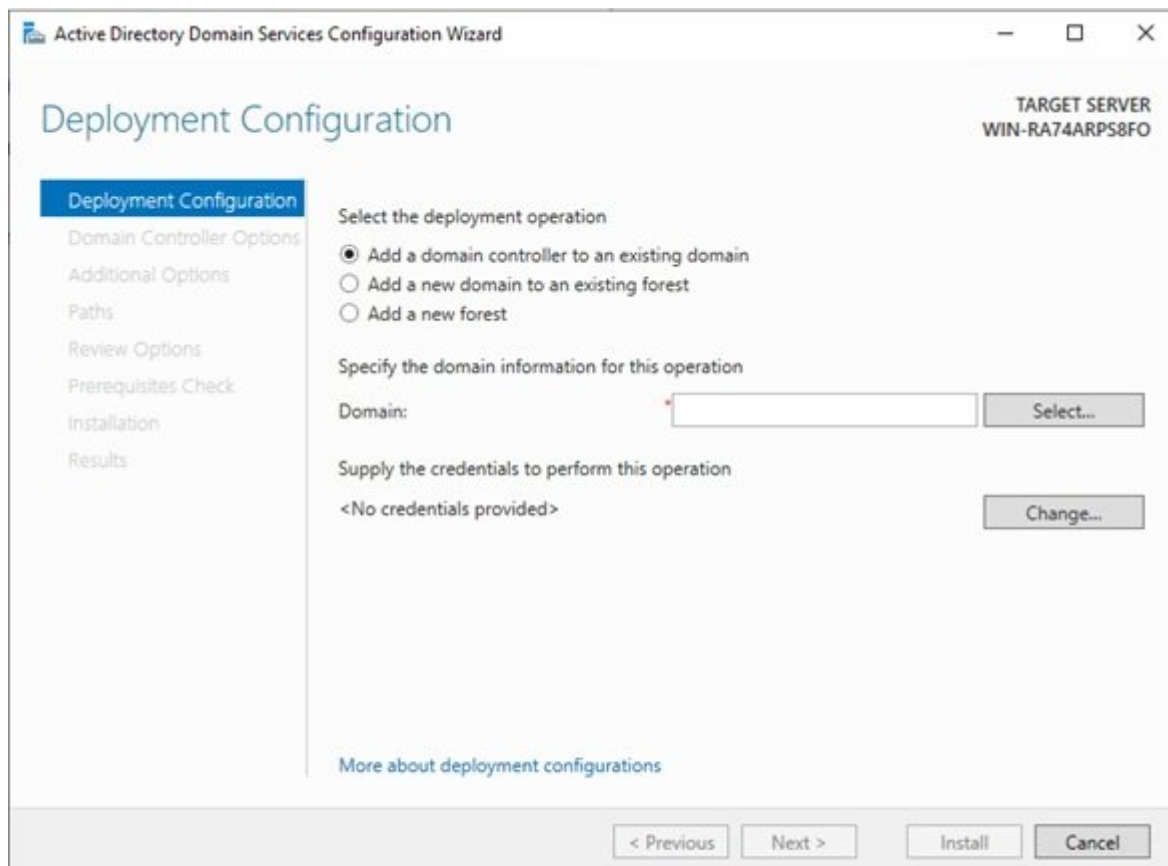 Active Directory Domain Services Configuration Wizard
Deployment Configuration
TARGET SERVER
WIN-RA74ARPS8FO
Deployment Configuration
Domain Controller Options
Additional Options
Paths
Review Options
Prerequisites Check
Installation
Results
Select the deployment operation
Add a domain controller to an existing domain
Add a new domain to an existing forest
Add a new forest
Specify the domain information for this operation
Domain: *
Select...
Supply the credentials to perform this operation
<No credentials provided>
Change...
More about deployment configurations
< Previous
Next >
Install
Cancel